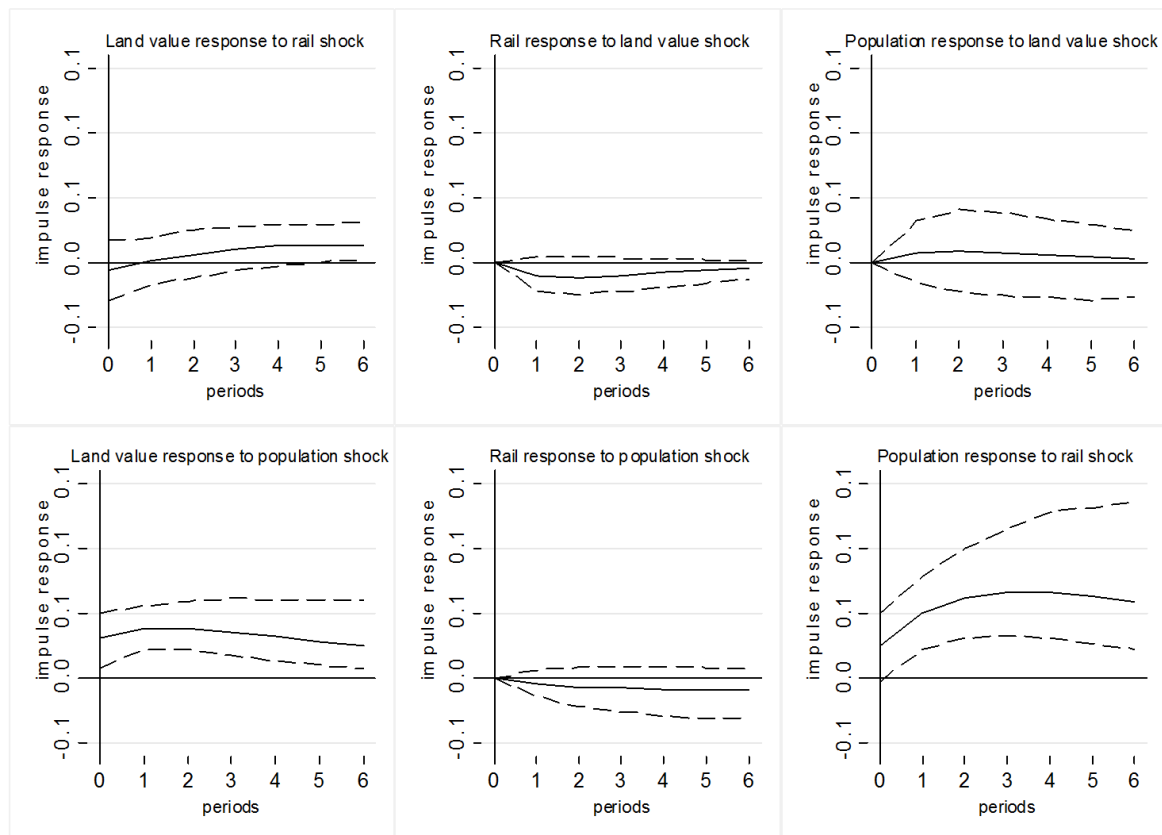 Land value response to rail shock
impulse response
0.1
0.1
0.1
0.0
-0.1
0 1 2 3 4 5 6
periods
Rail response to land value shock
impulse response
0.1
0.1
0.1
0.0
-0.1
0 1 2 3 4 5 6
periods
Population response to land value shock
impulse response
0.1
0.1
0.1
0.0
-0.1
0 1 2 3 4 5 6
periods
Land value response to population shock
impulse response
0.1
0.1
0.1
0.0
-0.1
0 1 2 3 4 5 6
periods
Rail response to population shock
impulse response
0.1
0.1
0.1
0.0
-0.1
0 1 2 3 4 5 6
periods
Population response to rail shock
impulse response
0.1
0.1
0.1
0.0
-0.1
0 1 2 3 4 5 6
periods